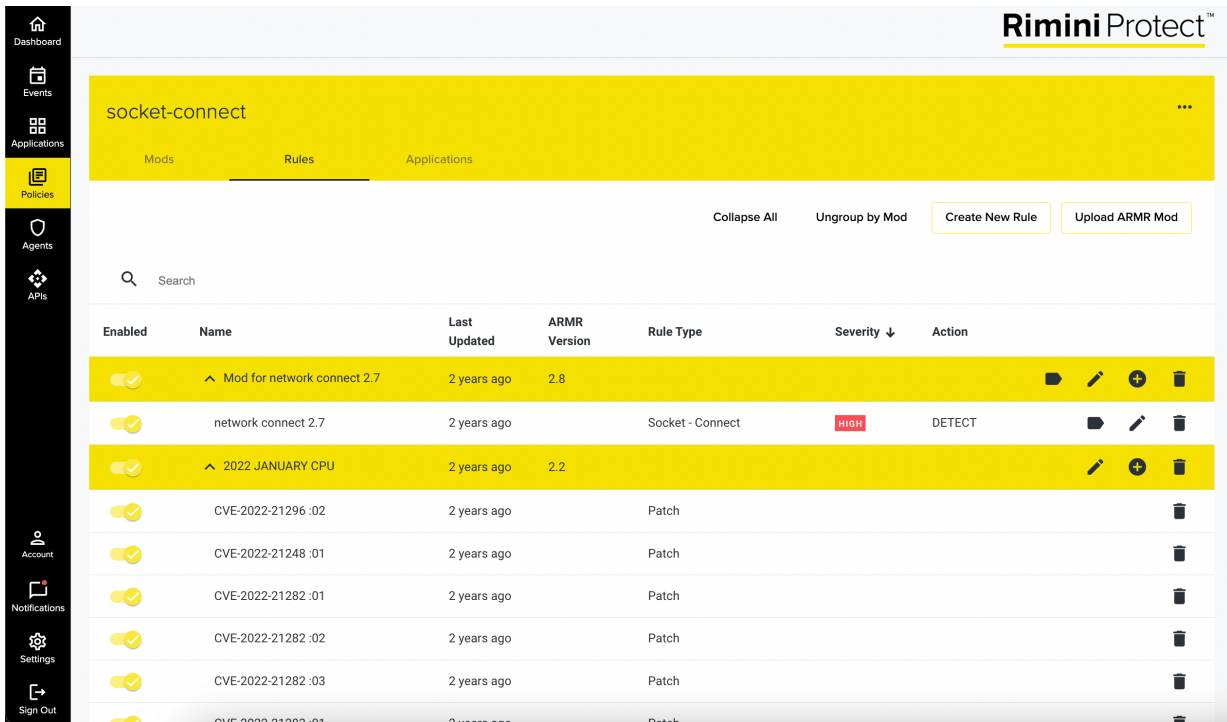 Dashboard
Events
Applications
Policies
Agents
APIs
Account
Notifications
Settings
Sign Out
Rimini Protect™
socket-connect
Mods Rules Applications
Collapse All Ungroup by Mod Create New Rule Upload ARMR Mod
Search
Enabled Name Last Updated ARMR Version Rule Type Severity Action
Mod for network connect 2.7 2 years ago 2.8
network connect 2.7 2 years ago Socket - Connect HIGH DETECT
2022 JANUARY CPU 2 years ago 2.2
CVE-2022-21296 :02 2 years ago Patch
CVE-2022-21248 :01 2 years ago Patch
CVE-2022-21282 :01 2 years ago Patch
CVE-2022-21282 :02 2 years ago Patch
CVE-2022-21282 :03 2 years ago Patch